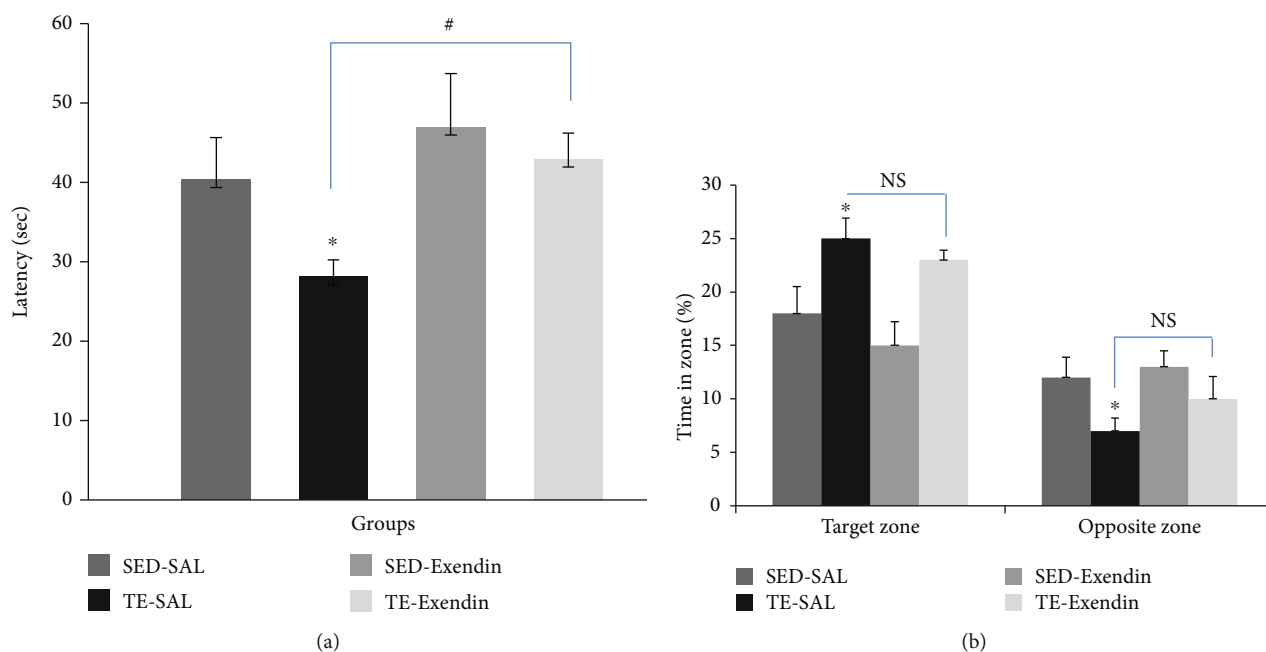 60
50
40
30
20
10
0
Latency (sec)
#
*
Groups
SED-SAL
TE-SAL
SED-Exendin
TE-Exendin
(a)
30
25
20
15
10
5
0
Time in zone (%)
NS
*
NS
*
Target zone
Opposite zone
SED-SAL
TE-SAL
SED-Exendin
TE-Exendin
(b)